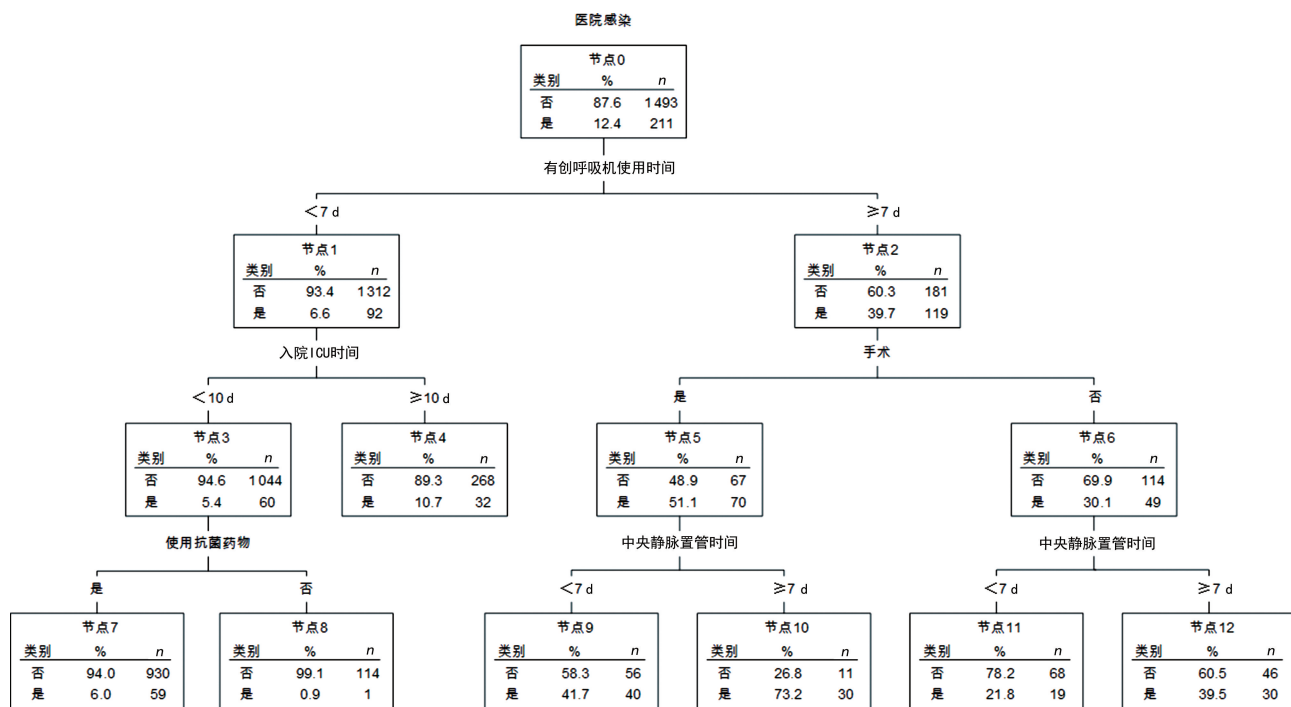 医院感染
节点0
类别 % n
否 87.6 1493
是 12.4 211
有创呼吸机使用时间
＜7 d ≥7 d
节点1
类别 % n
否 93.4 1312
是 6.6 92
节点2
类别 % n
否 60.3 181
是 39.7 119
入院ICU时间
手术
＜10 d ≥10 d
是 否
节点3
类别 % n
否 94.6 1044
是 5.4 60
节点4
类别 % n
否 89.3 268
是 10.7 32
节点5
类别 % n
否 48.9 67
是 51.1 70
节点6
类别 % n
否 69.9 114
是 30.1 49
使用抗菌药物
中央静脉置管时间
中央静脉置管时间
是 否
＜7 d ≥7 d
＜7 d ≥7 d
节点7
类别 % n
否 94.0 930
是 6.0 59
节点8
类别 % n
否 99.1 114
是 0.9 1
节点9
类别 % n
否 58.3 56
是 41.7 40
节点10
类别 % n
否 26.8 11
是 73.2 30
节点11
类别 % n
否 78.2 68
是 21.8 19
节点12
类别 % n
否 60.5 46
是 39.5 30